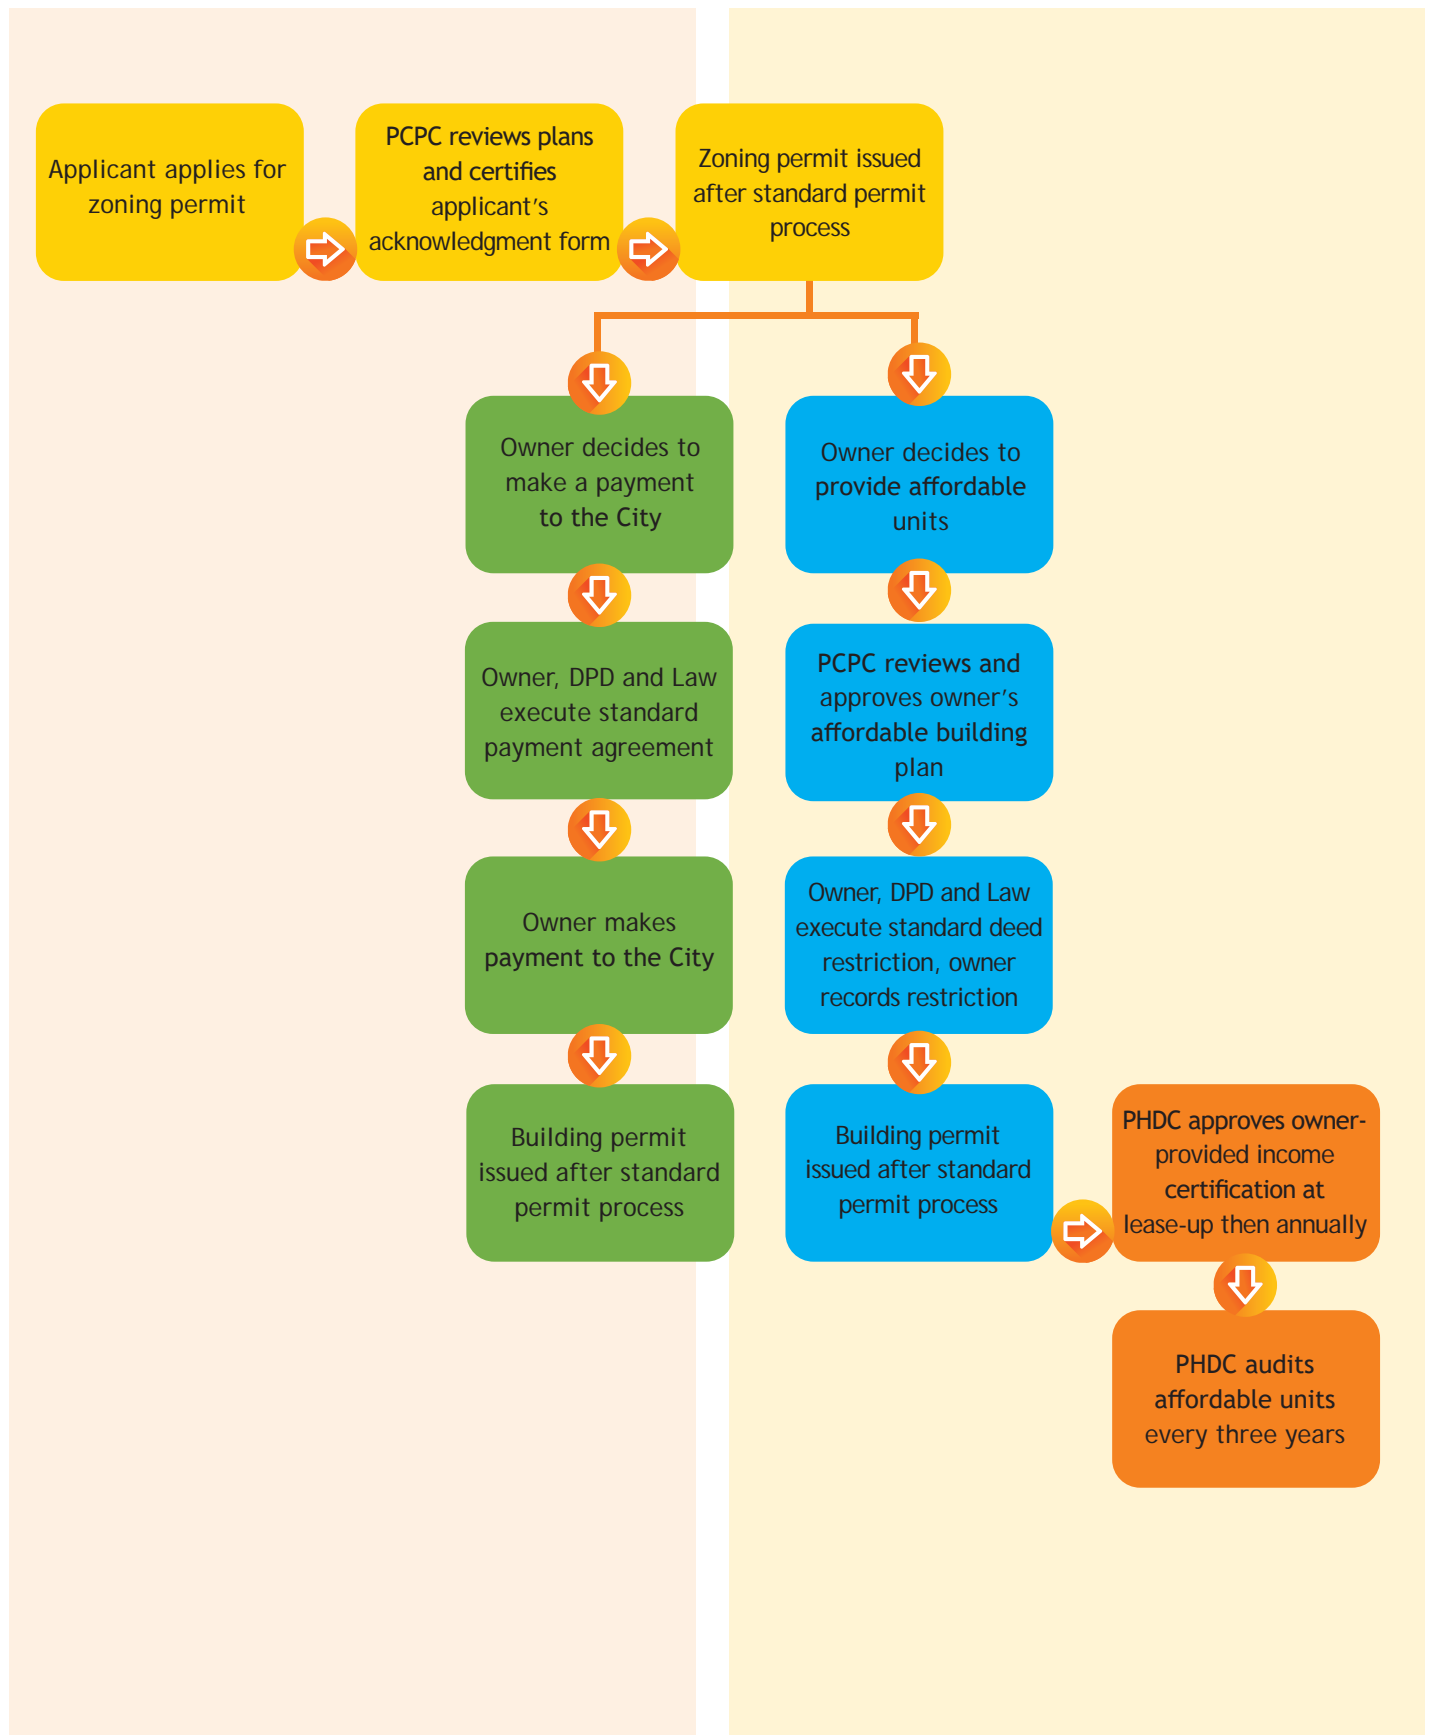 Applicant applies for
zoning permit
PCPC reviews plans
and certifies
applicant's
acknowledgment form
Zoning permit issued
after standard permit
process
Owner decides to
make a payment
to the City
Owner, DPD and Law
execute standard
payment agreement
Owner makes
payment to the City
Building permit
issued after standard
permit process
Owner decides to
provide affordable
units
PCPC reviews and
approves owner's
affordable building
plan
Owner, DPD and Law
execute standard deed
restriction, owner
records restriction
Building permit
issued after standard
permit process
PHDC approves owner-
provided income
certification at
lease-up then annually
PHDC audits
affordable units
every three years